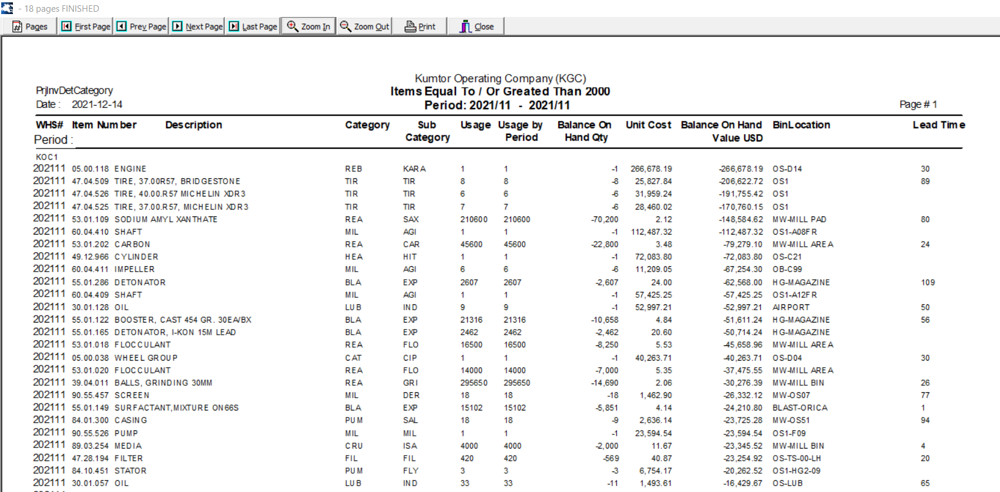 - 18 pages FINISHED
Pages First Page Prev Page Next Page Last Page Zoom In Zoom Out Print Close
Kumtor Operating Company (KGC)
PrjInvDetCategory
Items Equal To / Or Greated Than 2000
Date : 2021-12-14
Period: 2021/11 - 2021/11
Page # 1
WHS# Item Number Description Category Sub Category Usage Usage by Period Balance On Hand Qty Unit Cost Balance On Hand Value USD BinLocation Lead Time
Period :
KOC1
202111 05.00.118 ENGINE REB KARA 1 1 -1 266,678.19 -266,678.19 OS-D14 30
202111 47.04.509 TIRE, 37.00R57, BRIDGESTONE TIR TIR 8 8 -8 25,827.84 -206,622.72 OS1 89
202111 47.04.526 TIRE, 40.00.R57 MICHELIN XDR3 TIR TIR 6 6 -6 31,959.24 -191,755.42 OS1
202111 47.04.525 TIRE, 37.00.R57, MICHELIN XDR3 TIR TIR 7 7 -6 28,460.02 -170,760.15 OS1
202111 53.01.109 SODIUM AMYL XANTHATE REA SAX 210600 210600 -70,200 2.12 -148,584.62 MW-MILL PAD 80
202111 60.04.410 SHAFT MIL AGI 1 1 -1 112,487.32 -112,487.32 OS1-A08FR
202111 53.01.202 CARBON REA CAR 45600 45600 -22,800 3.48 -79,279.10 MW-MILL AREA 24
202111 49.12.966 CYLINDER HEA HIT 1 1 -1 72,083.80 -72,083.80 OS-C21
202111 60.04.411 IMPELLER MIL AGI 6 6 -6 11,209.05 -67,254.30 OB-C99
202111 55.01.286 DETONATOR BLA EXP 2607 2607 -2,607 24.00 -62,568.00 HG-MAGAZINE 109
202111 60.04.409 SHAFT MIL AGI 1 1 -1 57,425.25 -57,425.25 OS1-A12FR
202111 30.01.128 OIL LUB IND 9 9 -1 52,997.21 -52,997.21 AIRPORT 50
202111 55.01.122 BOOSTER, CAST 454 GR. 30EA/BX BLA EXP 21316 21316 -10,658 4.84 -51,611.24 HG-MAGAZINE 56
202111 55.01.165 DETONATOR, I-KON 15M LEAD BLA EXP 2462 2462 -2,462 20.60 -50,714.24 HG-MAGAZINE
202111 53.01.018 FLOCCULANT REA FLO 16500 16500 -8,250 5.53 -45,658.96 MW-MILL AREA
202111 05.00.038 WHEEL GROUP CAT CIP 1 1 -1 40,263.71 -40,263.71 OS-D04 30
202111 53.01.020 FLOCCULANT REA FLO 14000 14000 -7,000 5.35 -37,475.55 MW-MILL AREA
202111 39.04.011 BALLS, GRINDING 30MM REA GRI 295650 295650 -14,690 2.06 -30,276.39 MW-MILL BIN 26
202111 90.55.457 SCREEN MIL DER 18 18 -18 1,462.90 -26,332.12 MW-OS07 77
202111 55.01.149 SURFACTANT,MIXTURE ON66S BLA EXP 15102 15102 -5,851 4.14 -24,210.80 BLAST-ORICA 1
202111 84.01.300 CASING PUM SAL 18 18 -9 2,636.14 -23,725.28 MW-OS51 94
202111 90.55.526 PUMP MIL MIL 1 1 -1 23,594.54 -23,594.54 OS1-F09
202111 89.03.254 MEDIA CRU ISA 4000 4000 -2,000 11.67 -23,345.52 MW-MILL BIN 4
202111 47.28.194 FILTER FIL FIL 420 420 -569 40.87 -23,254.92 OS-TS-00-LH 20
202111 84.10.451 STATOR PUM FLY 3 3 -3 6,754.17 -20,262.52 OS1-HG2-09
202111 30.01.057 OIL LUB IND 33 33 -11 1,493.61 -16,429.67 OS-LUB 65